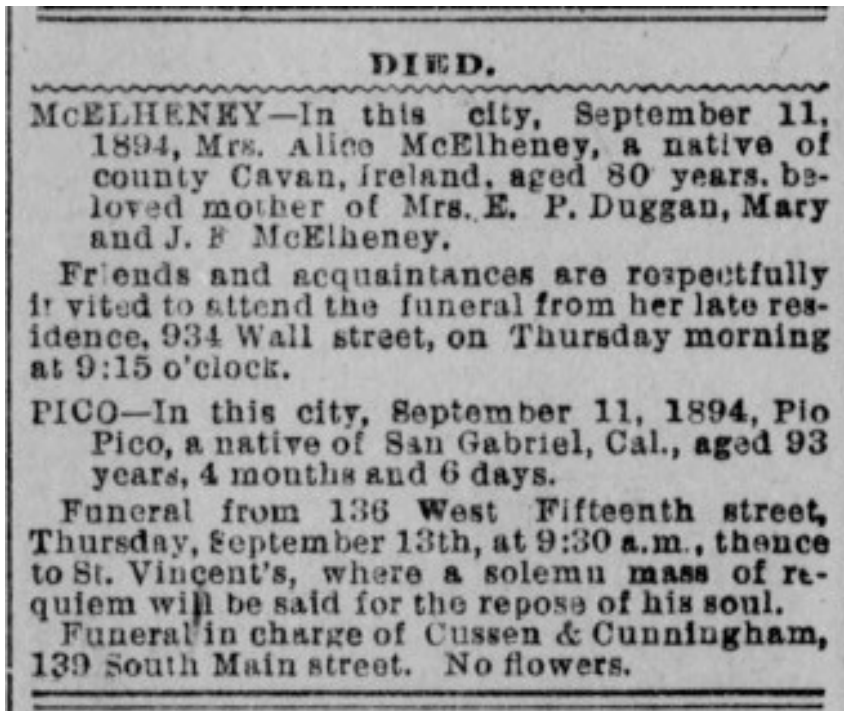 DIED.
McELHENEY—In this city, September 11,
1894, Mrs. Alice McElheney, a native of
county Cavan, Ireland, aged 80 years, be-
loved mother of Mrs. E. P. Duggan, Mary
and J. F McElheney.
Friends and acquaintances are respectfully
invited to attend the funeral from her late res-
idence, 934 Wall street, on Thursday morning
at 9:15 o'clock.
PICO—In this city, September 11, 1894, Pio
Pico, a native of San Gabriel, Cal., aged 93
years, 4 months and 6 days.
Funeral from 136 West Fifteenth street,
Thursday, September 13th, at 9:30 a.m., thence
to St. Vincent's, where a solemn mass of re-
quiem will be said for the repose of his soul.
Funeral in charge of Cussen & Cunningham,
139 South Main street. No flowers.